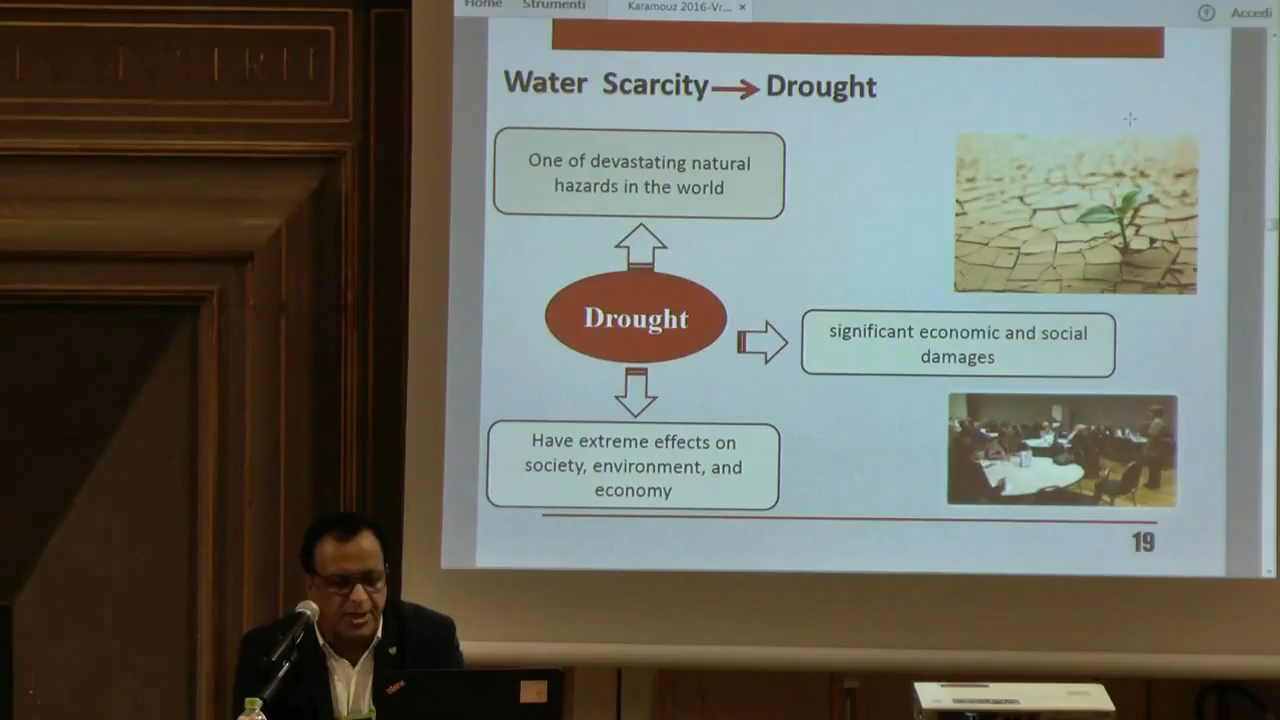 Home Strumenti Karamouz 2016-Vr... × ? Accedi
Water Scarcity → Drought
One of devastating natural
hazards in the world
Drought
significant economic and social
damages
Have extreme effects on
society, environment, and
economy
19